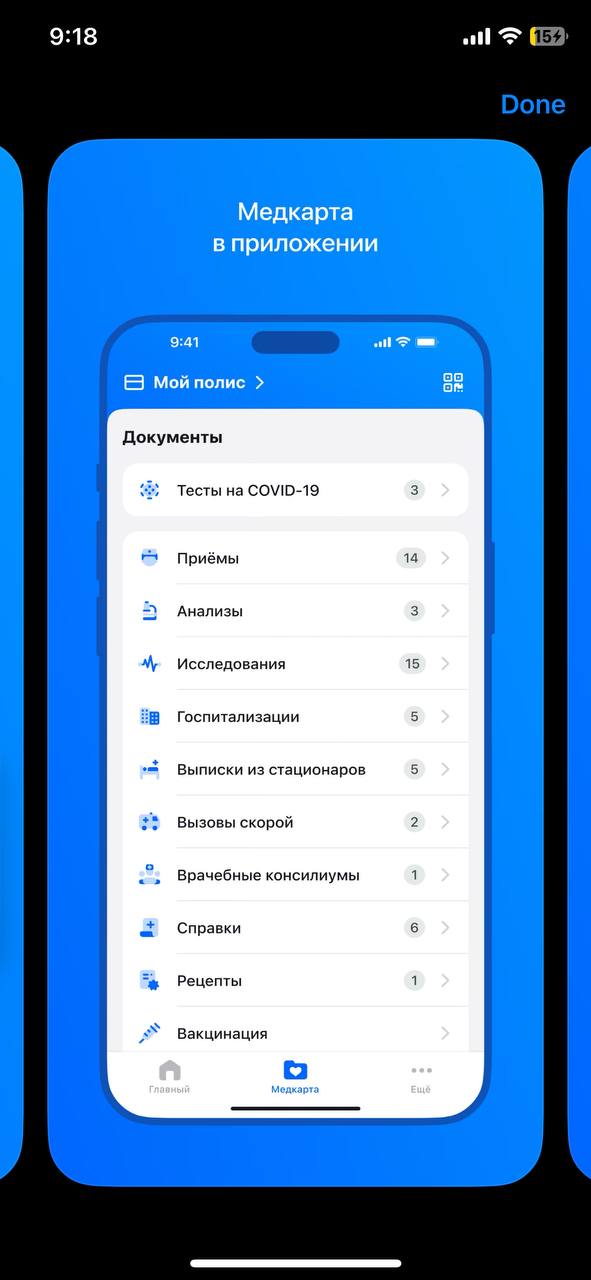 9:18
15
Done
Медкарта
в приложении
9:41
Мой полис
Документы
Тесты на COVID-19 3
Приёмы 14
Анализы 3
Исследования 15
Госпитализации 5
Выписки из стационаров 5
Вызовы скорой 2
Врачебные консилиумы 1
Справки 6
Рецепты 1
Вакцинация
Главный Медкарта Ещё